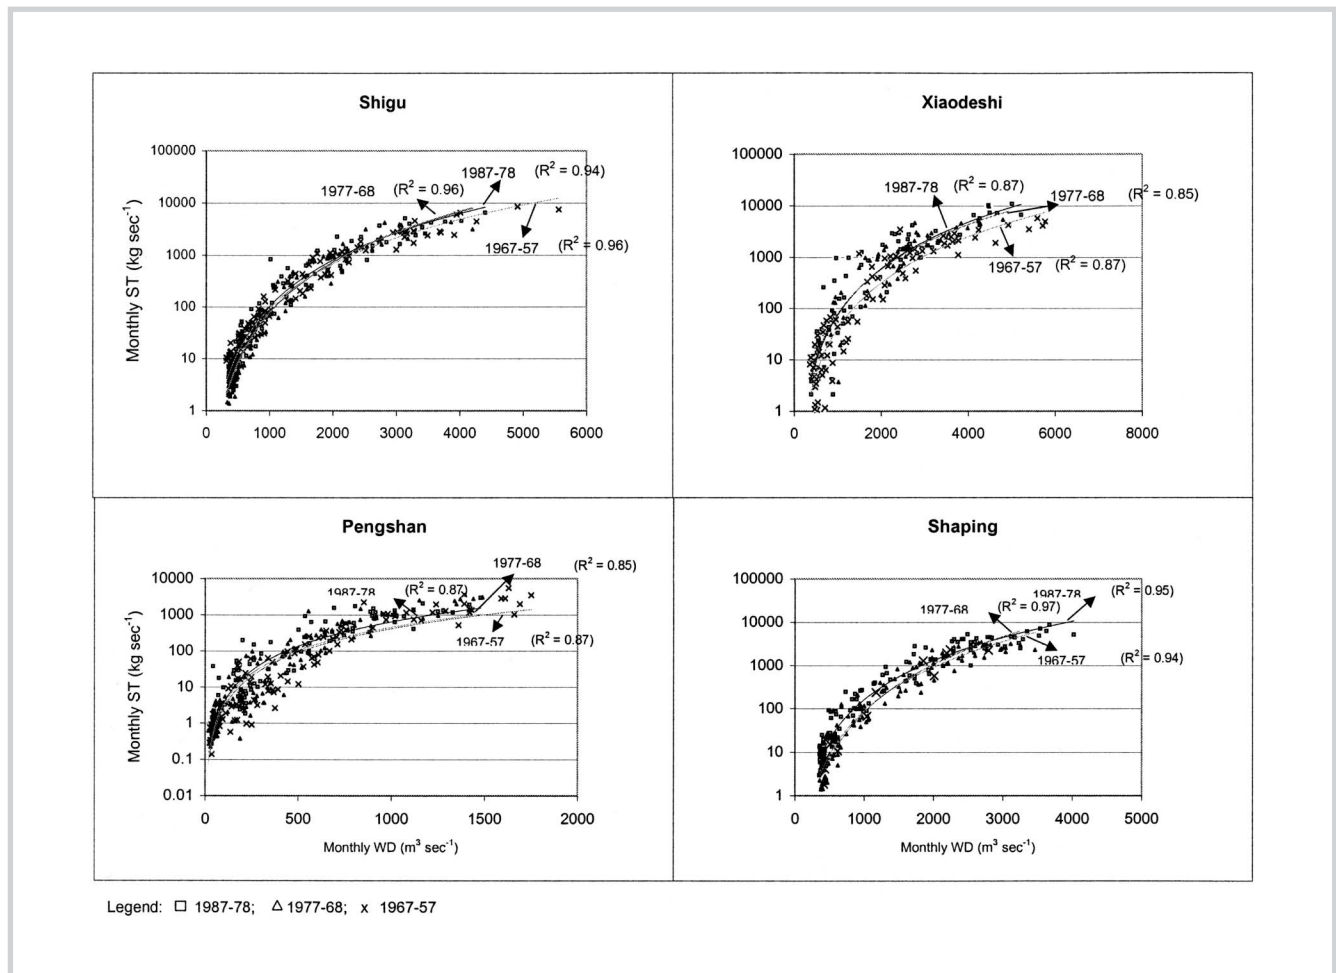 Shigu
100000
10000
1000
100
10
1
Monthly ST (kg sec-1)
0 1000 2000 3000 4000 5000 6000
1977-68 (R2 = 0.96)
1987-78 (R2 = 0.94)
1967-57 (R2 = 0.96)
Xiaodeshi
100000
10000
1000
100
10
1
0 2000 4000 6000 8000
1987-78 (R2 = 0.87)
1977-68 (R2 = 0.85)
1967-57 (R2 = 0.87)
Pengshan
10000
1000
100
10
1
0.1
0.01
Monthly ST (kg sec-1)
0 500 1000 1500 2000
Monthly WD (m3 sec-1)
1987-78 (R2 = 0.87)
1977-68 (R2 = 0.85)
1967-57 (R2 = 0.87)
Shaping
100000
10000
1000
100
10
1
0 1000 2000 3000 4000 5000
Monthly WD (m3 sec-1)
1977-68 (R2 = 0.97)
1987-78 (R2 = 0.95)
1967-57 (R2 = 0.94)
Legend: □ 1987-78; △ 1977-68; x 1967-57